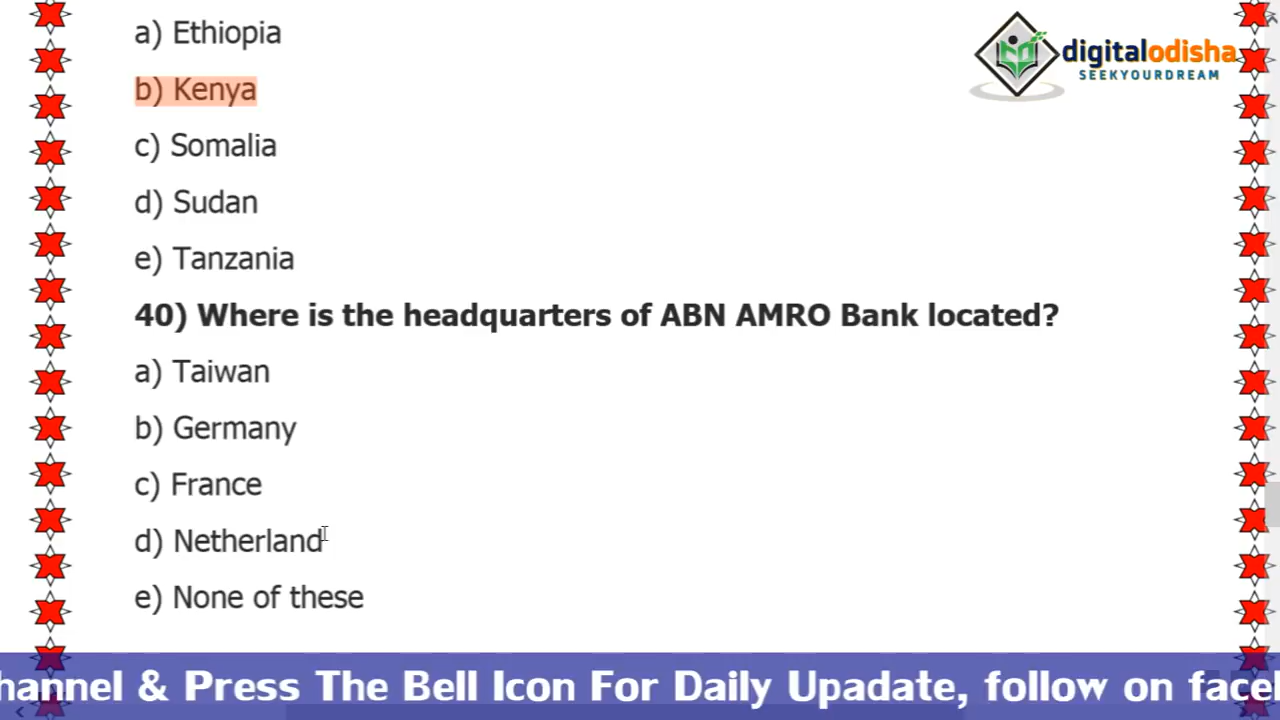 a) Ethiopia
digitalodisha
SEEKYOURDREAM
b) Kenya
c) Somalia
d) Sudan
e) Tanzania
40) Where is the headquarters of ABN AMRO Bank located?
a) Taiwan
b) Germany
c) France
d) Netherland
e) None of these
hannel & Press The Bell Icon For Daily Upadate, follow on face